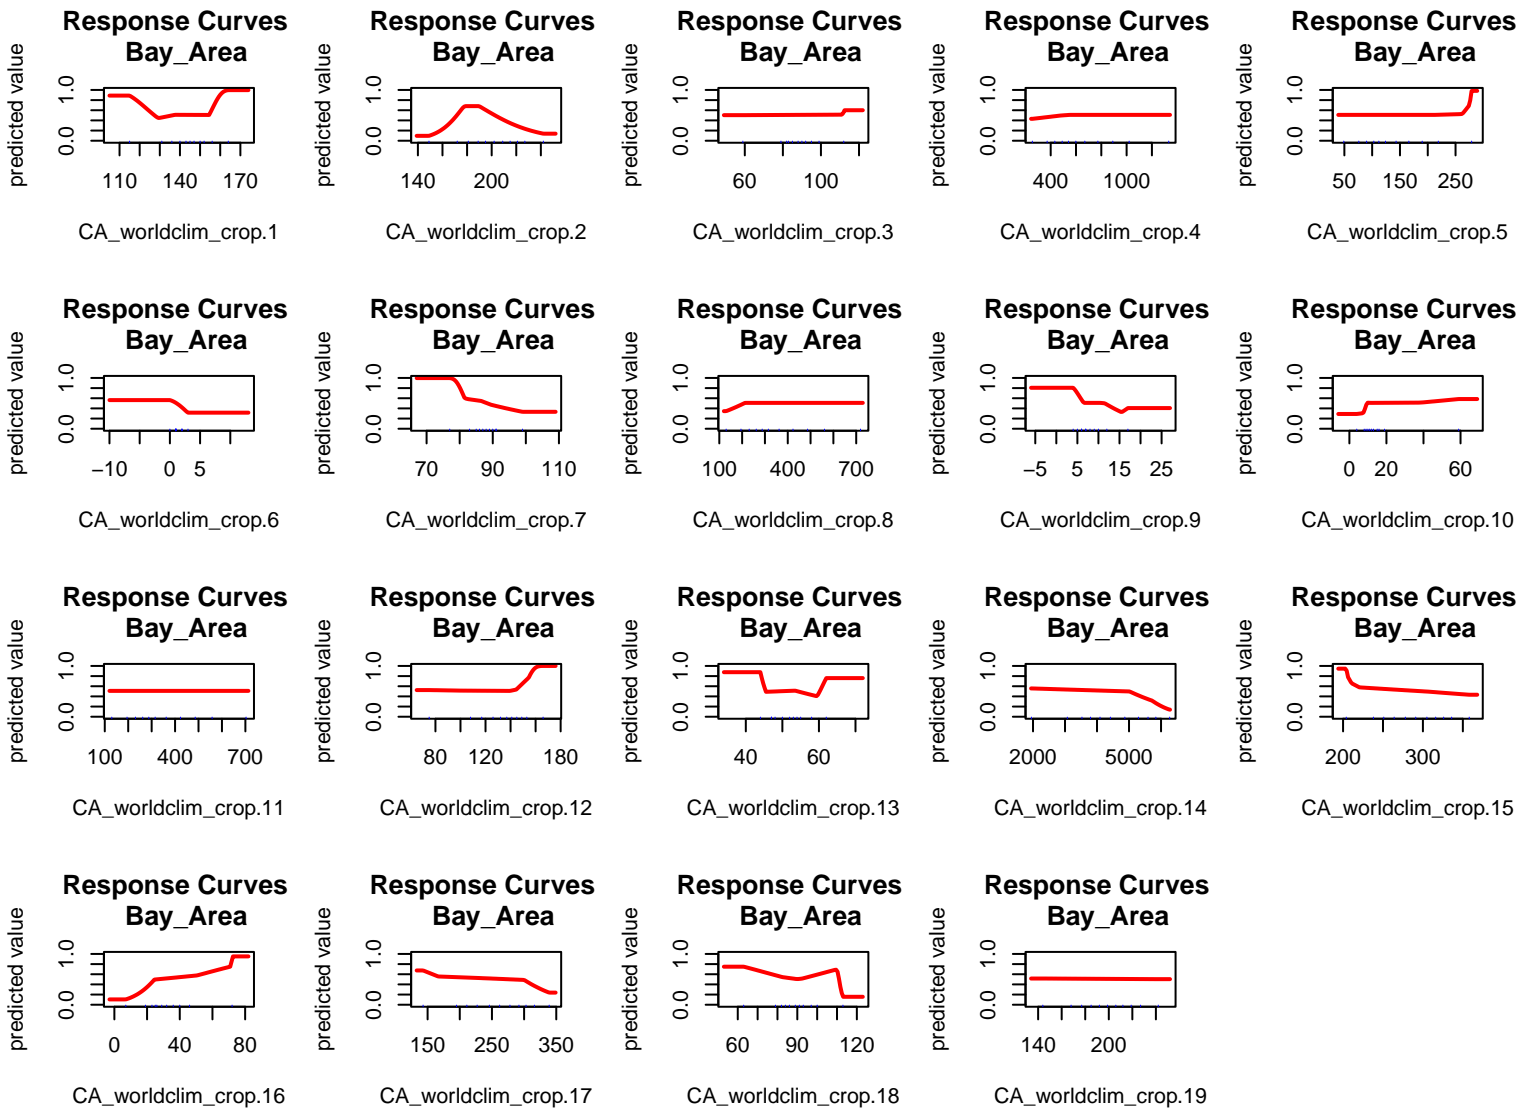 Response Curves
Bay_Area
predicted value
0.0 1.0
110 140 170
CA_worldclim_crop.1
Response Curves
Bay_Area
predicted value
0.0 1.0
140 200
CA_worldclim_crop.2
Response Curves
Bay_Area
predicted value
0.0 1.0
60 100
CA_worldclim_crop.3
Response Curves
Bay_Area
predicted value
0.0 1.0
400 1000
CA_worldclim_crop.4
Response Curves
Bay_Area
predicted value
0.0 1.0
50 150 250
CA_worldclim_crop.5
Response Curves
Bay_Area
predicted value
0.0 1.0
−10 0 5
CA_worldclim_crop.6
Response Curves
Bay_Area
predicted value
0.0 1.0
70 90 110
CA_worldclim_crop.7
Response Curves
Bay_Area
predicted value
0.0 1.0
100 400 700
CA_worldclim_crop.8
Response Curves
Bay_Area
predicted value
0.0 1.0
−5 5 15 25
CA_worldclim_crop.9
Response Curves
Bay_Area
predicted value
0.0 1.0
0 20 60
CA_worldclim_crop.10
Response Curves
Bay_Area
predicted value
0.0 1.0
100 400 700
CA_worldclim_crop.11
Response Curves
Bay_Area
predicted value
0.0 1.0
80 120 180
CA_worldclim_crop.12
Response Curves
Bay_Area
predicted value
0.0 1.0
40 60
CA_worldclim_crop.13
Response Curves
Bay_Area
predicted value
0.0 1.0
2000 5000
CA_worldclim_crop.14
Response Curves
Bay_Area
predicted value
0.0 1.0
200 300
CA_worldclim_crop.15
Response Curves
Bay_Area
predicted value
0.0 1.0
0 40 80
CA_worldclim_crop.16
Response Curves
Bay_Area
predicted value
0.0 1.0
150 250 350
CA_worldclim_crop.17
Response Curves
Bay_Area
predicted value
0.0 1.0
60 90 120
CA_worldclim_crop.18
Response Curves
Bay_Area
predicted value
0.0 1.0
140 200
CA_worldclim_crop.19